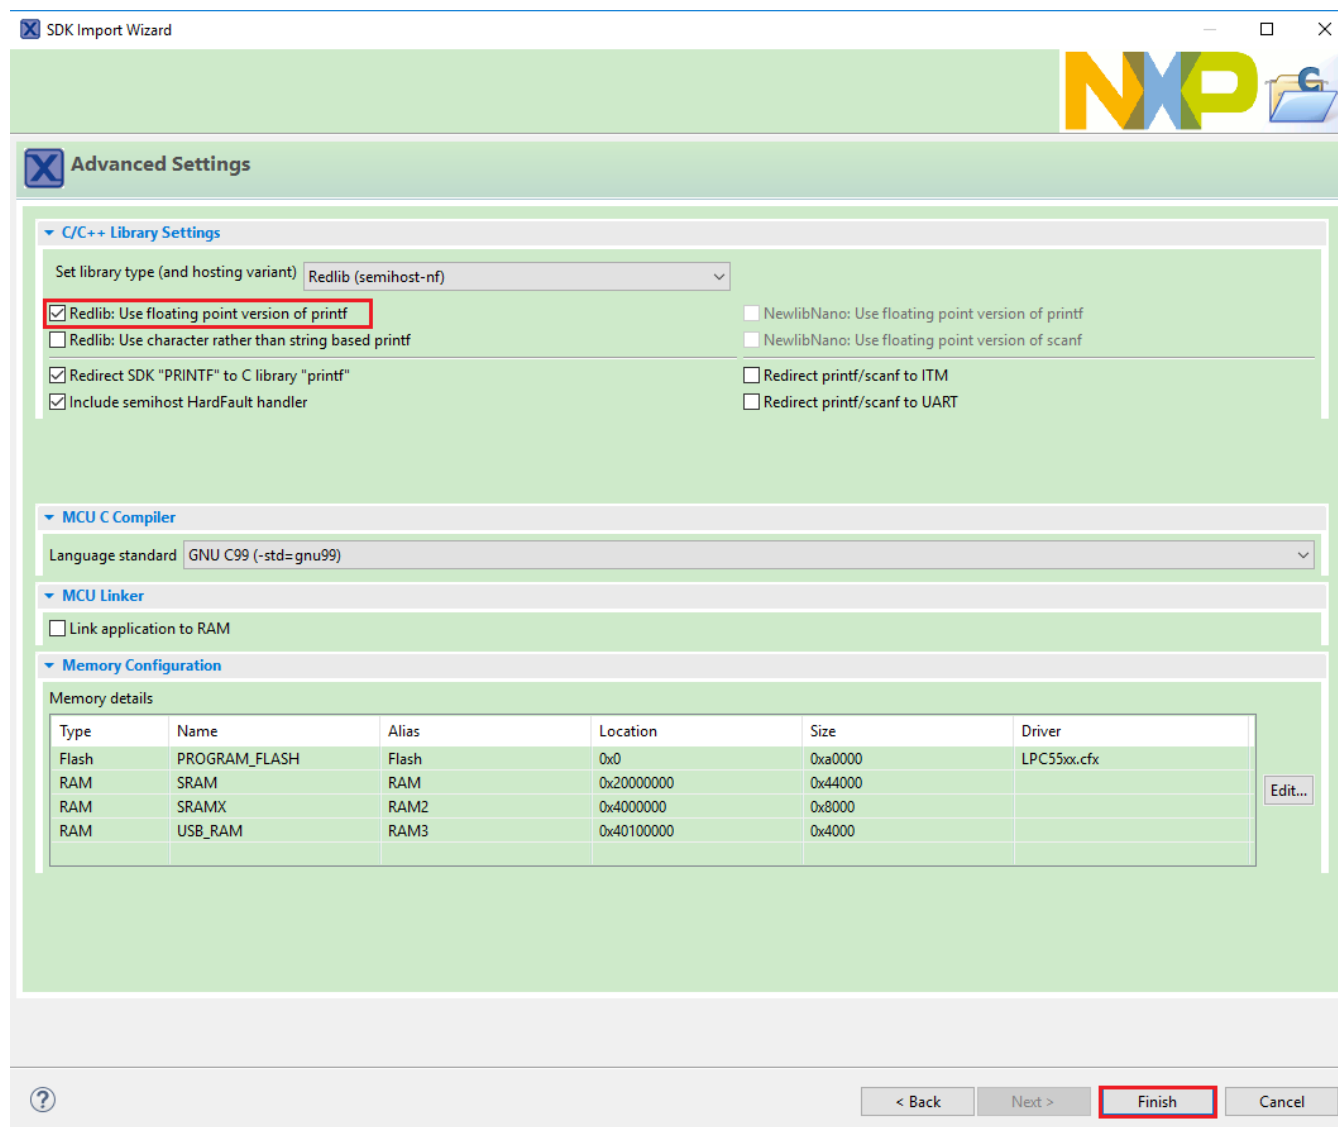 SDK Import Wizard
NXP
Advanced Settings
C/C++ Library Settings
Set library type (and hosting variant) Redlib (semihost-nf)
Redlib: Use floating point version of printf NewlibNano: Use floating point version of printf
Redlib: Use character rather than string based printf NewlibNano: Use floating point version of scanf
Redirect SDK "PRINTF" to C library "printf" Redirect printf/scanf to ITM
Include semihost HardFault handler Redirect printf/scanf to UART
MCU C Compiler
Language standard GNU C99 (-std=gnu99)
MCU Linker
Link application to RAM
Memory Configuration
Memory details
Type Name Alias Location Size Driver
Flash PROGRAM_FLASH Flash 0x0 0xa0000 LPC55xx.cfx
RAM SRAM RAM 0x20000000 0x44000
RAM SRAMX RAM2 0x4000000 0x8000
RAM USB_RAM RAM3 0x40100000 0x4000
Edit...
< Back Next > Finish Cancel